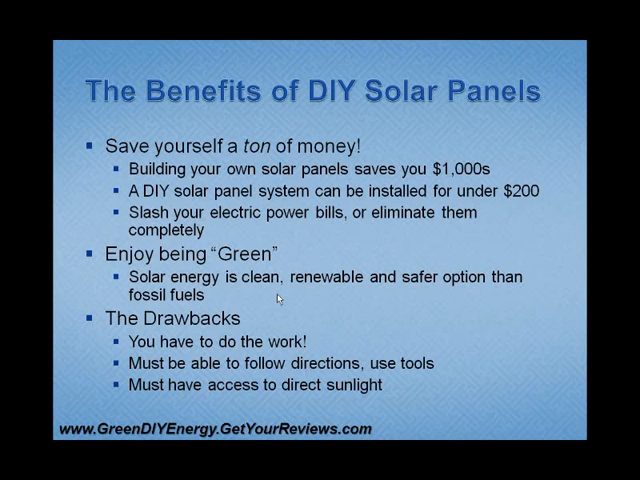 The Benefits of DIY Solar Panels
Save yourself a ton of money!
Building your own solar panels saves you $1,000s
A DIY solar panel system can be installed for under $200
Slash your electric power bills, or eliminate them
completely
Enjoy being “Green”
Solar energy is clean, renewable and safer option than
fossil fuels
The Drawbacks
You have to do the work!
Must be able to follow directions, use tools
Must have access to direct sunlight
www.GreenDIYEnergy.GetYourReviews.com